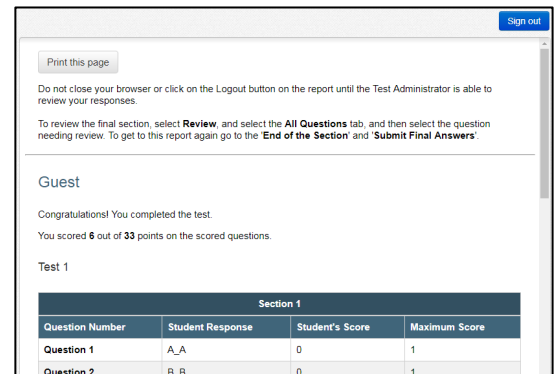 Sign out
Print this page
Do not close your browser or click on the Logout button on the report until the Test Administrator is able to
review your responses.
To review the final section, select Review, and select the All Questions tab, and then select the question
needing review. To get to this report again go to the 'End of the Section' and 'Submit Final Answers'.
Guest
Congratulations! You completed the test.
You scored 6 out of 33 points on the scored questions.
Test 1
Section 1
Question Number Student Response Student's Score Maximum Score
Question 1 A_A 0 1
Question 2 B_B 0 1